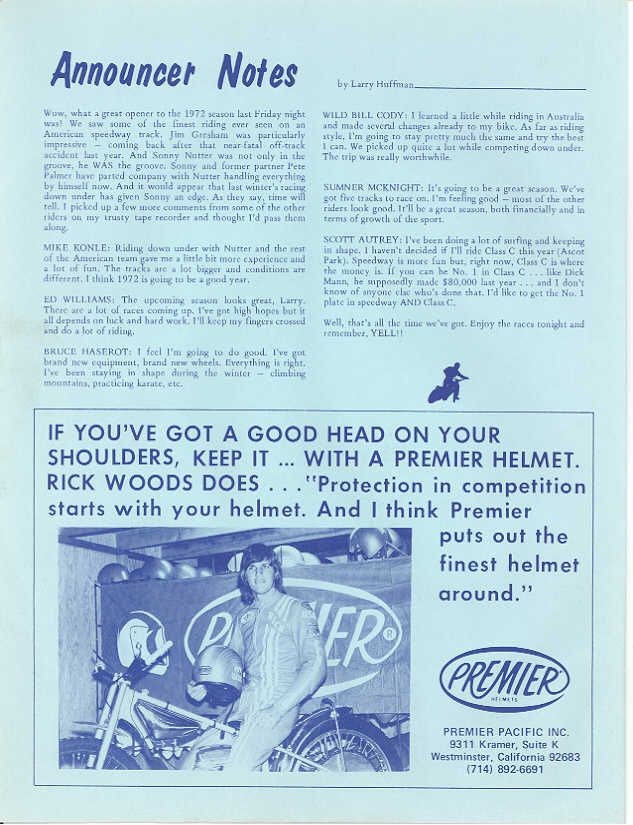 Announcer Notes
by Larry Huffman
Wow, what a great opener to the 1972 season last Friday night
was! We saw some of the finest riding ever seen on an
American speedway track. Jim Gresham was particularly
impressive — coming back after that near-fatal off-track
accident last year. And Sonny Nutter was not only in the
groove, he WAS the groove. Sonny and former partner Pete
Palmer have parted company with Nutter handling everything
by himself now. And it would appear that last winter's racing
down under has given Sonny an edge. As they say, time will
tell. I picked up a few more comments from some of the other
riders on my trusty tape recorder and thought I'd pass them
along.
MIKE KONLE: Riding down under with Nutter and the rest
of the American team gave me a little bit more experience and
a lot of fun. The tracks are a lot bigger and conditions are
different. I think 1972 is going to be a good year.
ED WILLIAMS: The upcoming season looks great, Larry.
There are a lot of races coming up. I've got high hopes but it
all depends on luck and hard work. I'll keep my fingers crossed
and do a lot of riding.
BRUCE HASEROT: I feel I'm going to do good. I've got
brand new equipment, brand new wheels. Everything is right.
I've been staying in shape during the winter — climbing
mountains, practicing karate, etc.
WILD BILL CODY: I learned a little while riding in Australia
and made several changes already to my bike. As far as riding
style, I'm going to stay pretty much the same and try the best
I can. We picked up quite a lot while competing down under.
The trip was really worthwhile.
SUMNER MCKNIGHT: It's going to be a great season. We've
got five tracks to race on. I'm feeling good — most of the other
riders look good. It'll be a great season, both financially and in
terms of growth of the sport.
SCOTT AUTREY: I've been doing a lot of surfing and keeping
in shape. I haven't decided if I'll ride Class C this year (Ascot
Park). Speedway is more fun but, right now, Class C is where
the money is. If you can be No. 1 in Class C . . . like Dick
Mann, he supposedly made $80,000 last year . . . and I don't
know of anyone else who's done that. I'd like to get the No. 1
plate in speedway AND Class C.
Well, that's all the time we've got. Enjoy the races tonight and
remember, YELL!!
IF YOU'VE GOT A GOOD HEAD ON YOUR
SHOULDERS, KEEP IT ... WITH A PREMIER HELMET.
RICK WOODS DOES . . . "Protection in competition
starts with your helmet. And I think Premier
puts out the
finest helmet
around."
PREMIER
PREMIER
HELMETS
PREMIER PACIFIC INC.
9311 Kramer, Suite K
Westminster, California 92683
(714) 892-6691